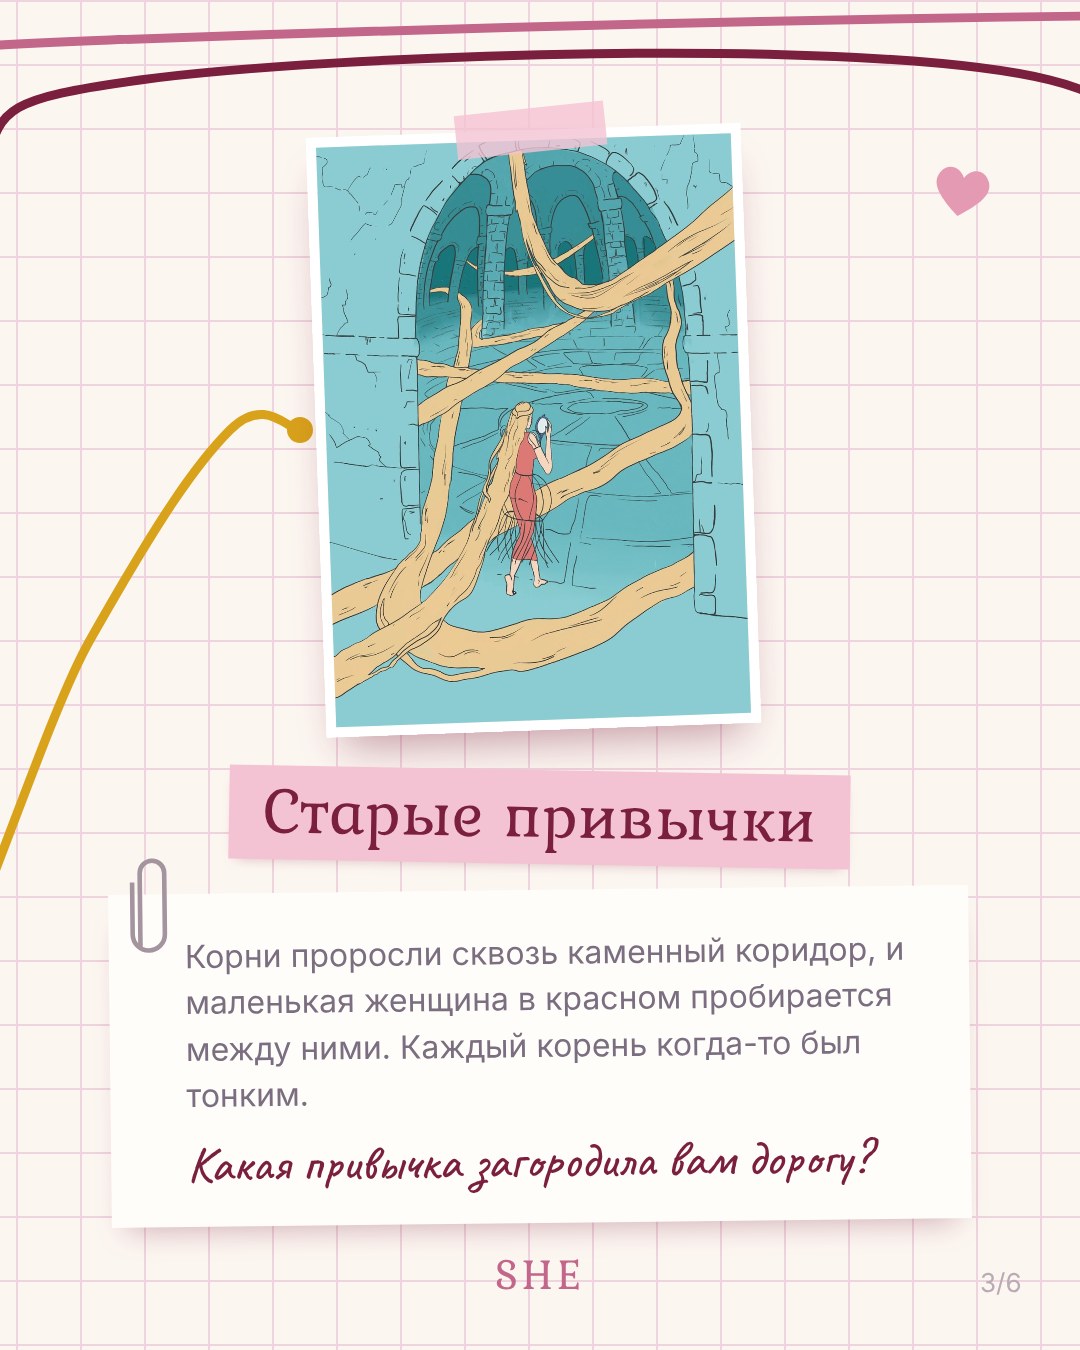 Старые привычки
Корни проросли сквозь каменный коридор, и
маленькая женщина в красном пробирается
между ними. Каждый корень когда-то был
тонким.
Какая привычка загородила вам дорогу?
SHE
3/6